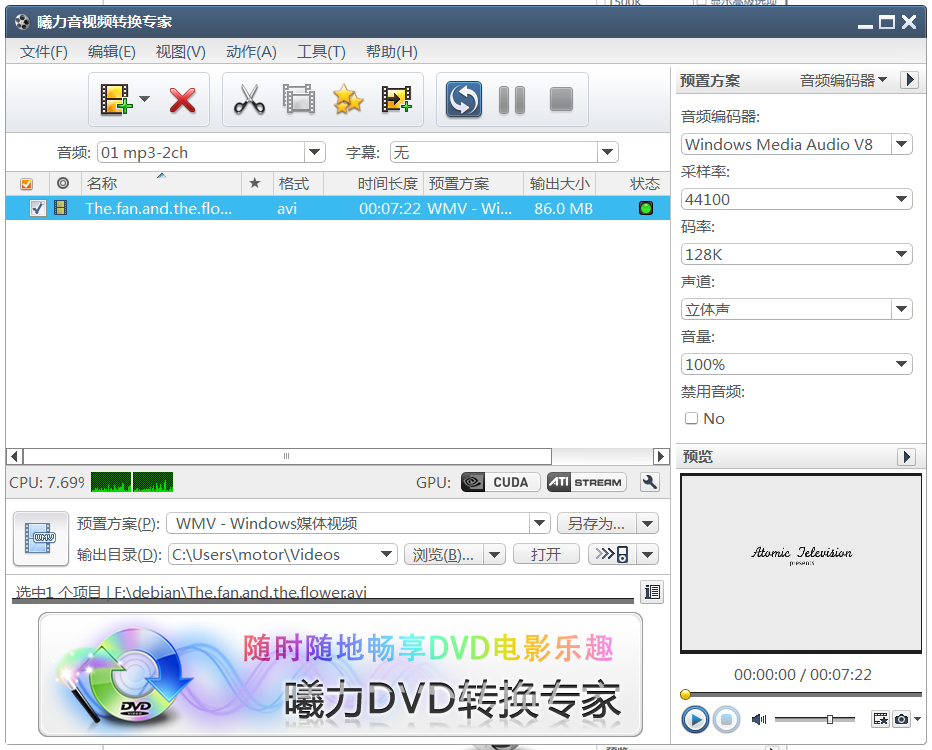 1500K 显示高级选项
曦力音视频转换专家
文件(F) 编辑(E) 视图(V) 动作(A) 工具(T) 帮助(H)
预置方案 音频编码器
音频: 01 mp3-2ch 字幕: 无
名称 ★ 格式 时间长度 预置方案 输出大小 状态
The.fan.and.the.flo... avi 00:07:22 WMV - Wi... 86.0 MB
音频编码器:
Windows Media Audio V8
采样率:
44100
码率:
128K
声道:
立体声
音量:
100%
禁用音频:
No
CPU: 7.69% GPU: CUDA ATI STREAM
预置方案(P): WMV - Windows媒体视频 另存为...
WMV
输出目录(D): C:\Users\motor\Videos 浏览(B)... 打开
选中1 个项目 | F:\debian\The.fan.and.the.flower.avi
随时随地畅享DVD电影乐趣
曦力DVD转换专家
DVD
预览
Atomic Television
presents
00:00:00 / 00:07:22